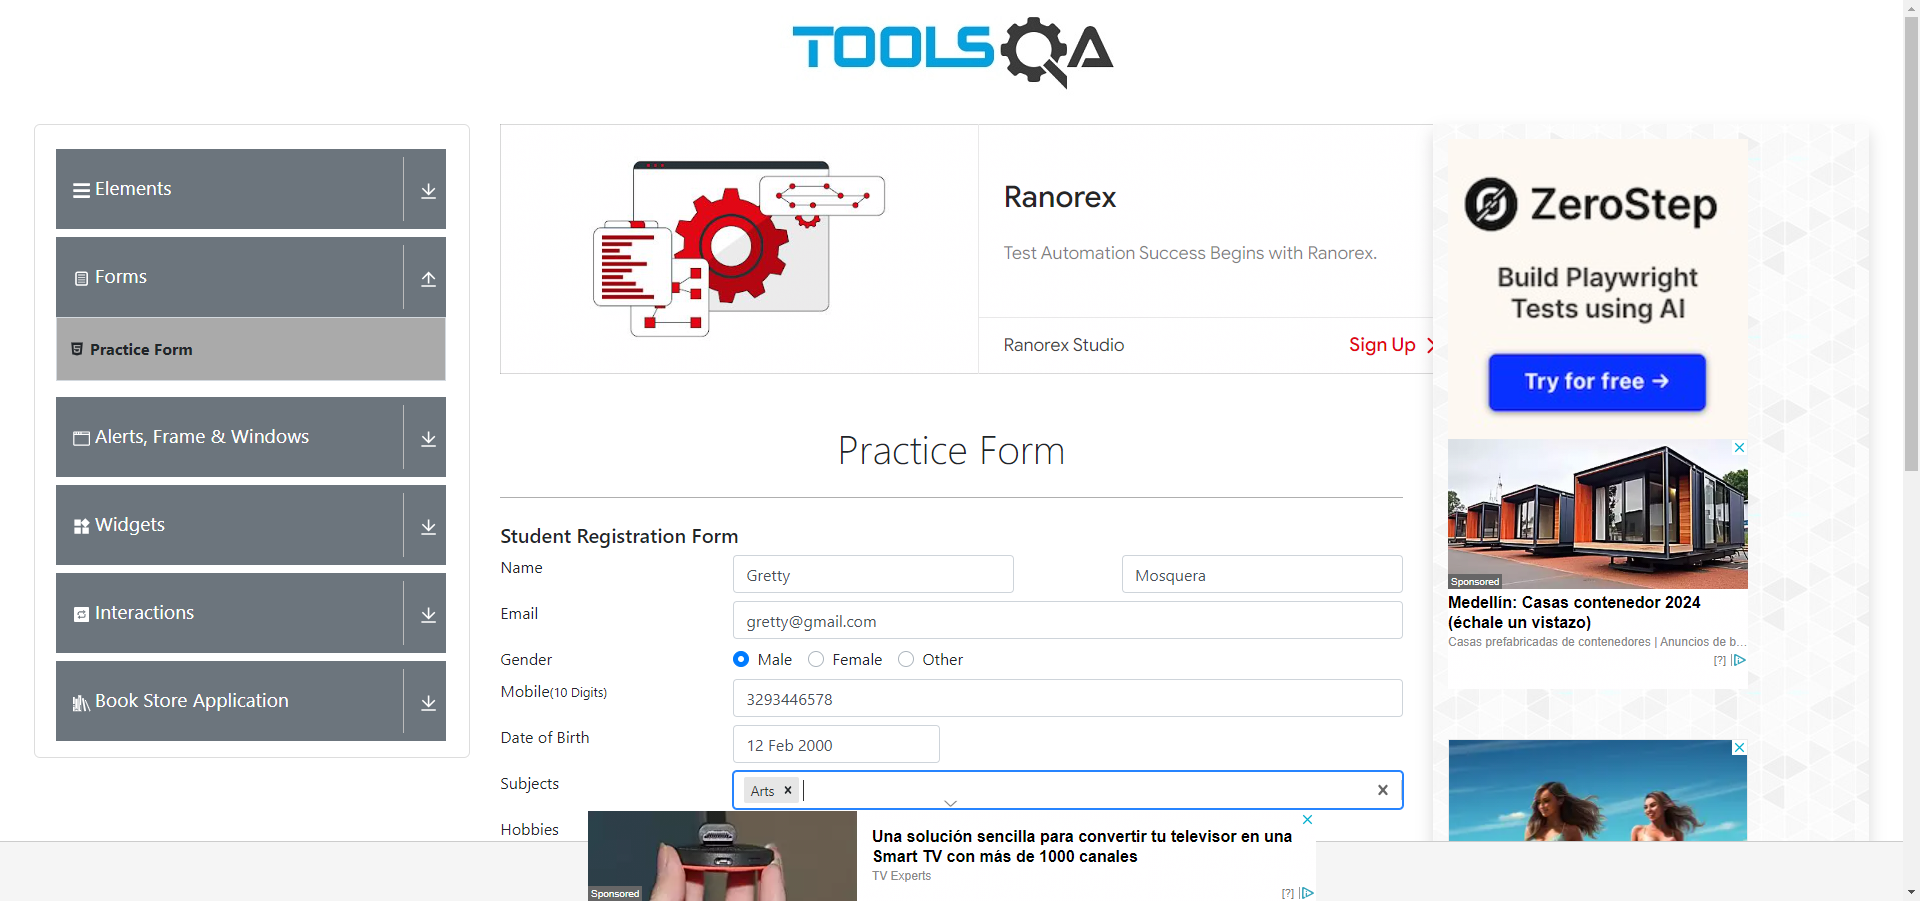 TOOLSQA
Elements
Forms
Practice Form
Alerts, Frame & Windows
Widgets
Interactions
Book Store Application
Ranorex
Test Automation Success Begins with Ranorex.
Ranorex Studio
Sign Up
Practice Form
Student Registration Form
Name
Gretty
Mosquera
Email
gretty@gmail.com
Gender
Male
Female
Other
Mobile(10 Digits)
3293446578
Date of Birth
12 Feb 2000
Subjects
Arts
Hobbies
Una solución sencilla para convertir tu televisor en una
Smart TV con más de 1000 canales
TV Experts
Sponsored
[?]
ZeroStep
Build Playwright
Tests using AI
Try for free →
Sponsored
Medellín: Casas contenedor 2024
(échale un vistazo)
Casas prefabricadas de contenedores | Anuncios de b...
[?]